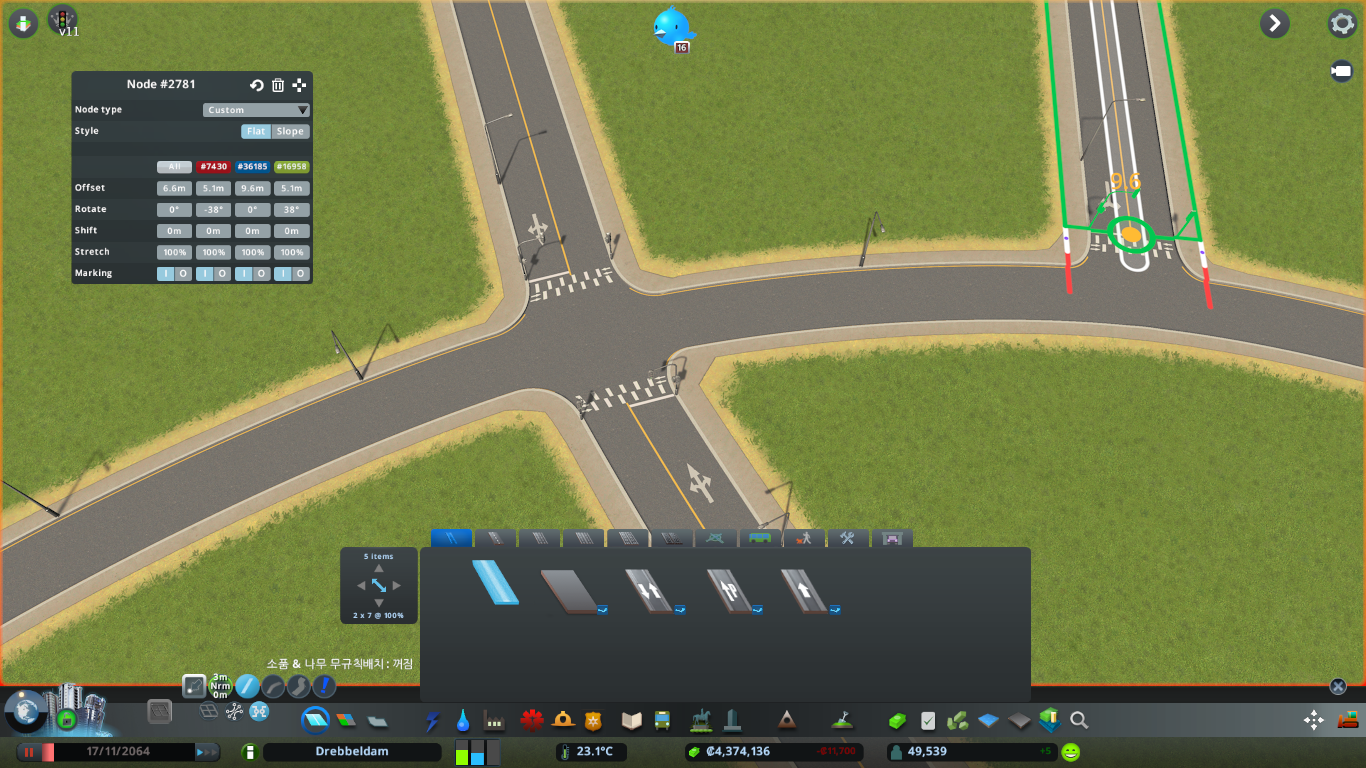 v11
16
Node #2781
Node type Custom
Style Flat Slope
All #7430 #36185 #16958
Offset 6.6m 5.1m 9.6m 5.1m
Rotate 0° -38° 0° 38°
Shift 0m 0m 0m 0m
Stretch 100% 100% 100% 100%
Marking I O I O I O I O
9.6
5 items
2 x 7 @ 100%
소품 & 나무 무규칙배치 : 꺼짐
3m
Nrm
0m
17/11/2064
Drebbeldam
23.1°C
₡4,374,136
-₡11,700
49,539
+5